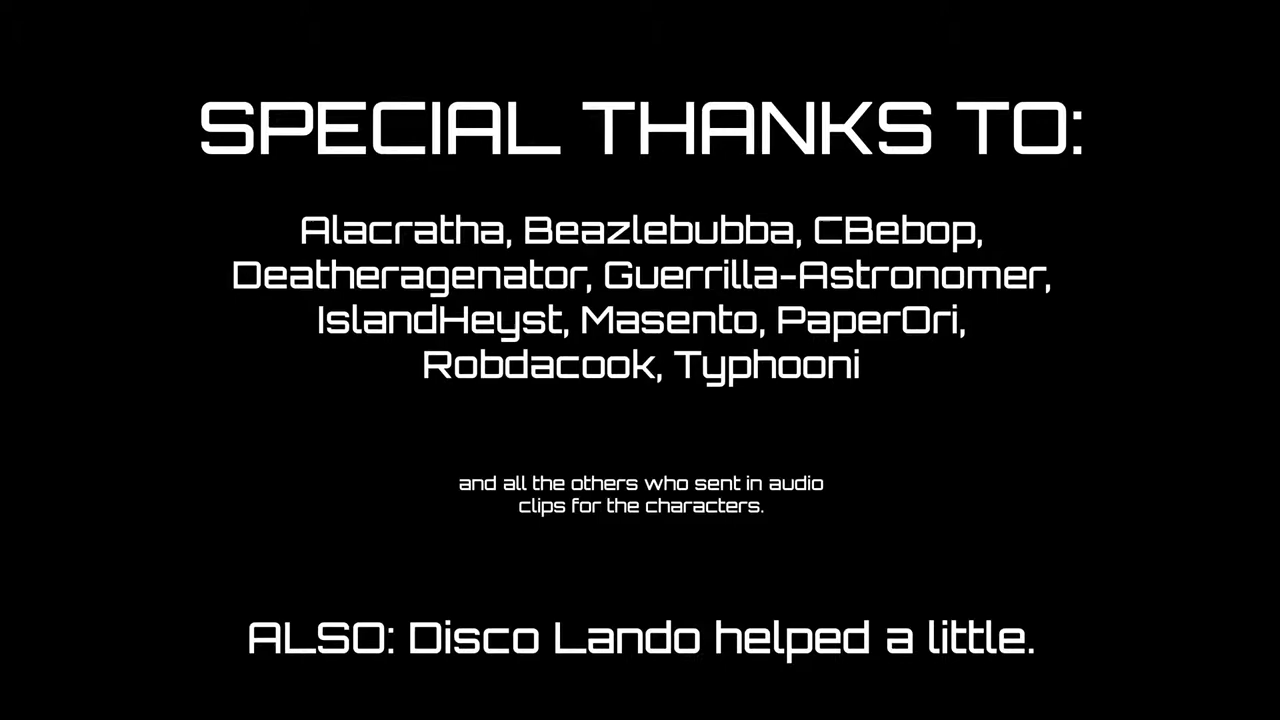 SPECIAL THANKS TO:
Alacratha, Beazlebubba, CBebop,
Deatheragenator, Guerrilla-Astronomer,
IslandHeyst, Masento, PaperOri,
Robdacook, Typhooni
and all the others who sent in audio
clips for the characters.
ALSO: Disco Lando helped a little.